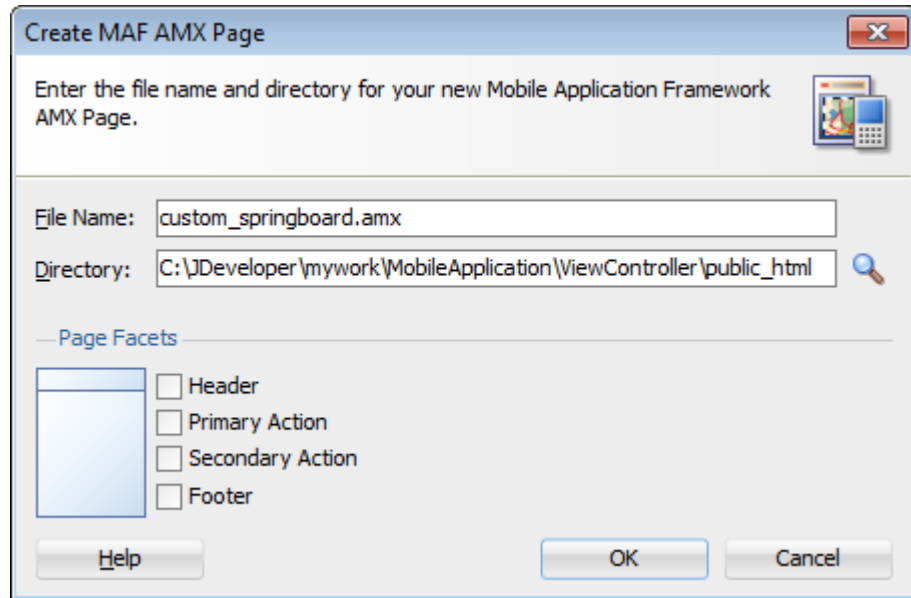 Create MAF AMX Page
Enter the file name and directory for your new Mobile Application Framework
AMX Page.
File Name: custom_springboard.amx
Directory: C:\JDeveloper\mywork\MobileApplication\ViewController\public_html
Page Facets
Header
Primary Action
Secondary Action
Footer
Help OK Cancel